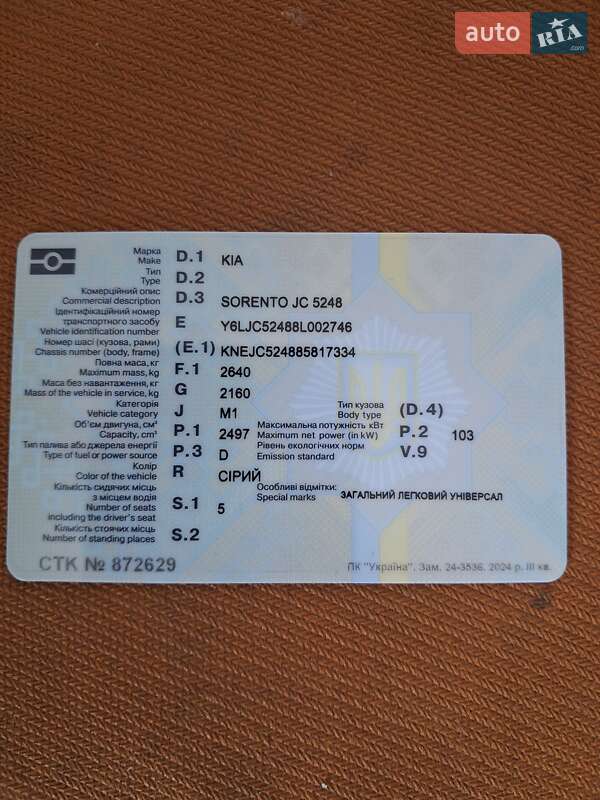 auto RIA .com
Марка
Make D.1 KIA
Тип
Type D.2
Комерційний опис
Commercial description D.3 SORENTO JC 5248
Ідентифікаційний номер
транспортного засобу
Vehicle identification number E Y6LJC52488L002746
Номер шасі (кузова, рами)
Chassis number (body, frame) (E.1) KNEJC524885817334
Повна маса, кг
Maximum mass, kg F.1 2640
Маса без навантаження, кг
Mass of the vehicle in service, kg G 2160
Категорія
Vehicle category J M1
Тип кузова
Body type (D.4)
Об'єм двигуна, см³
Capacity, cm³ P.1 2497
Максимальна потужність кВт
Maximum net power (in kW) P.2 103
Тип палива або джерела енергії
Type of fuel or power source P.3 D
Рівень екологічних норм
Emission standard V.9
Колір
Color of the vehicle R СІРИЙ
Особливі відмітки:
Special marks ЗАГАЛЬНИЙ ЛЕГКОВИЙ УНІВЕРСАЛ
Кількість сидячих місць
з місцем водія
Number of seats
including the driver's seat S.1 5
Кількість стоячих місць
Number of standing places S.2
СТК № 872629
ПК "Україна". Зам. 24-3536. 2024 р. III кв.